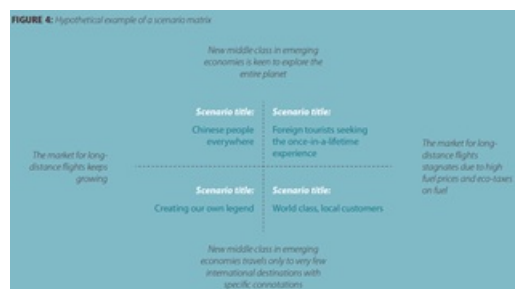 FIGURE 4: Hypothetical example of a scenario matrix
New middle class in emerging
economies is keen to explore the
entire planet
Scenario title:
Chinese people
everywhere
Scenario title:
Foreign tourists seeking
the once-in-a-lifetime
experience
The market for long-
distance flights keeps
growing
The market for long-
distance flights
stagnates due to high
fuel prices and eco-taxes
on fuel
Scenario title:
Creating our own legend
Scenario title:
World class, local customers
New middle class in emerging
economies travels only to very few
international destinations with
specific connotations